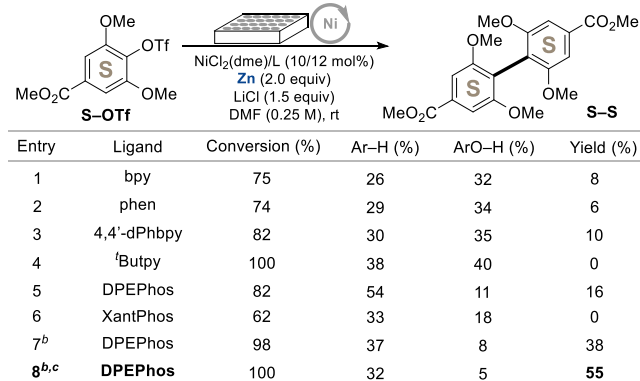 OMe
OTf
S
MeO₂C
OMe
S–OTf
Ni
NiCl₂(dme)/L (10/12 mol%)
Zn (2.0 equiv)
LiCl (1.5 equiv)
DMF (0.25 M), rt
MeO
CO₂Me
OMe
S
S
OMe
MeO₂C
OMe
S–S
Entry Ligand Conversion (%) Ar–H (%) ArO–H (%) Yield (%)
1 bpy 75 26 32 8
2 phen 74 29 34 6
3 4,4'-dPhbpy 82 30 35 10
4 ᵗButpy 100 38 40 0
5 DPEPhos 82 54 11 16
6 XantPhos 62 33 18 0
7ᵇ DPEPhos 98 37 8 38
8ᵇ,ᶜ DPEPhos 100 32 5 55